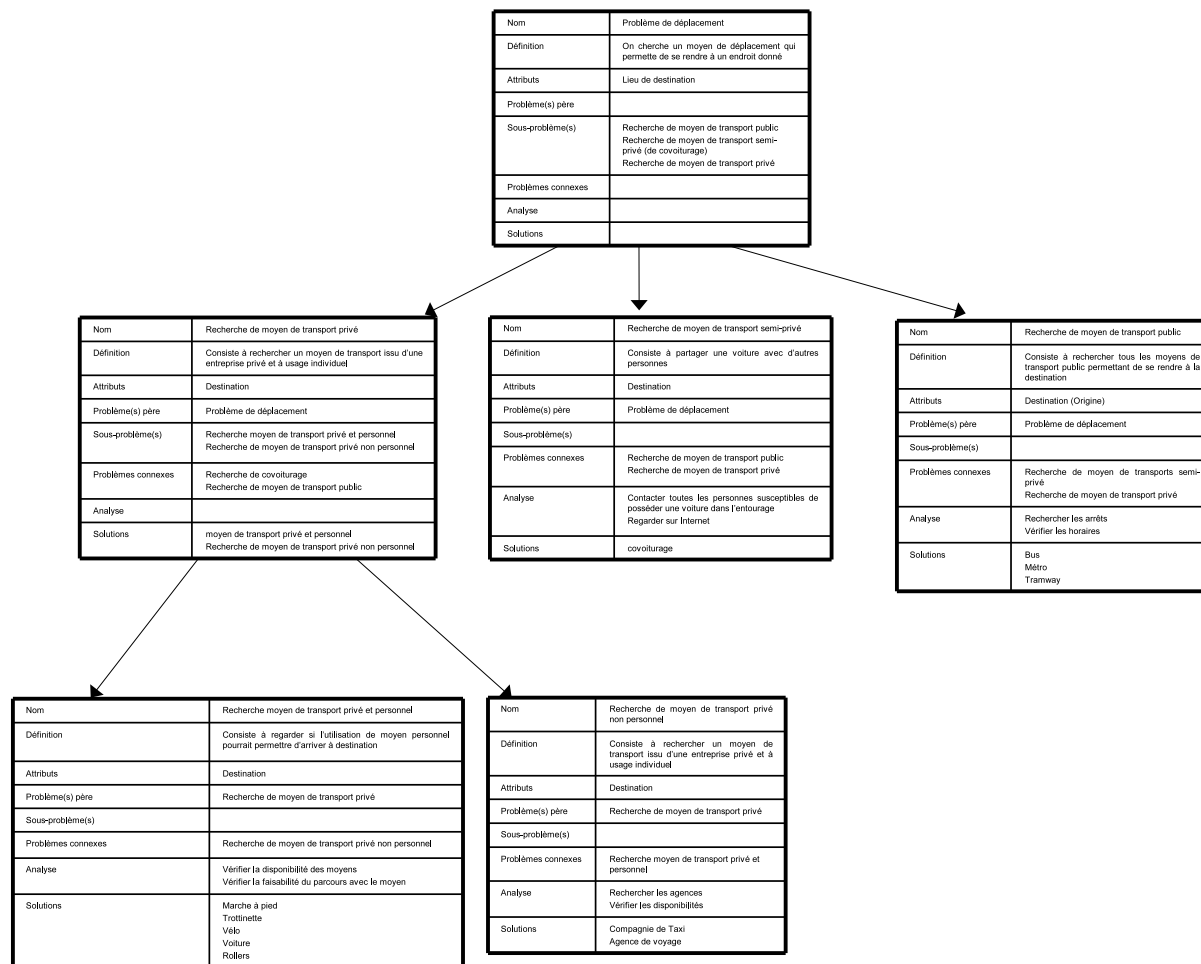 Nom Problème de déplacement
Définition On cherche un moyen de déplacement qui
permette de se rendre à un endroit donné
Attributs Lieu de destination
Problème(s) père
Sous-problème(s) Recherche de moyen de transport public
Recherche de moyen de transport semi-
privé (de covoiturage)
Recherche de moyen de transport privé
Problèmes connexes
Analyse
Solutions
Nom Recherche de moyen de transport privé
Définition Consiste à rechercher un moyen de transport issu d'une
entreprise privé et à usage individuel
Attributs Destination
Problème(s) père Problème de déplacement
Sous-problème(s) Recherche moyen de transport privé et personnel
Recherche de moyen de transport privé non personnel
Problèmes connexes Recherche de covoiturage
Recherche de moyen de transport public
Analyse
Solutions moyen de transport privé et personnel
Recherche de moyen de transport privé non personnel
Nom Recherche de moyen de transport semi-privé
Définition Consiste à partager une voiture avec d'autres
personnes
Attributs Destination
Problème(s) père Problème de déplacement
Sous-problème(s)
Problèmes connexes Recherche de moyen de transport public
Recherche de moyen de transport privé
Analyse Contacter toutes les personnes susceptibles de
posséder une voiture dans l'entourage
Regarder sur Internet
Solutions covoiturage
Nom Recherche de moyen de transport public
Définition Consiste à rechercher tous les moyens de
transport public permettant de se rendre à la
destination
Attributs Destination (Origine)
Problème(s) père Problème de déplacement
Sous-problème(s)
Problèmes connexes Recherche de moyen de transports semi-
privé
Recherche de moyen de transport privé
Analyse Rechercher les arrêts
Vérifier les horaires
Solutions Bus
Métro
Tramway
Nom Recherche moyen de transport privé et personnel
Définition Consiste à regarder si l'utilisation de moyen personnel
pourrait permettre d'arriver à destination
Attributs Destination
Problème(s) père Recherche de moyen de transport privé
Sous-problème(s)
Problèmes connexes Recherche de moyen de transport privé non personnel
Analyse Vérifier la disponibilité des moyens
Vérifier la faisabilité du parcours avec le moyen
Solutions Marche à pied
Trottinette
Vélo
Voiture
Rollers
Nom Recherche de moyen de transport privé
non personnel
Définition Consiste à rechercher un moyen de
transport issu d'une entreprise privé et à
usage individuel
Attributs Destination
Problème(s) père Recherche de moyen de transport privé
Sous-problème(s)
Problèmes connexes Recherche moyen de transport privé et
personnel
Analyse Rechercher les agences
Vérifier les disponibilités
Solutions Compagnie de Taxi
Agence de voyage